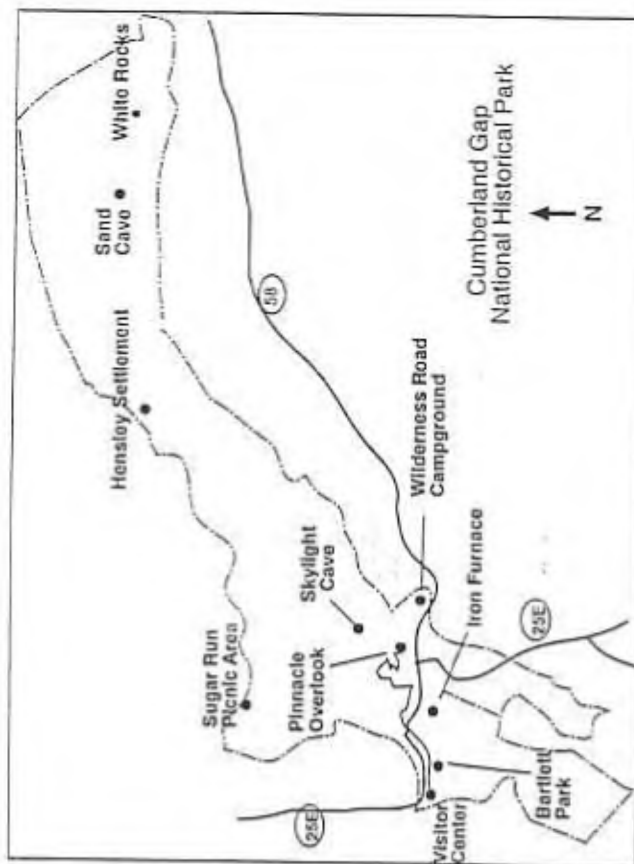 White Rocks
Sand
Cave
Hensley Settlement
58
Sugar Run
Picnic Area
Skylight
Cave
Pinnacle
Overlook
Wilderness Road
Campground
Iron Furnace
25E
25E
Visitor
Center
Bartlett
Park
Cumberland Gap
National Historical Park
N